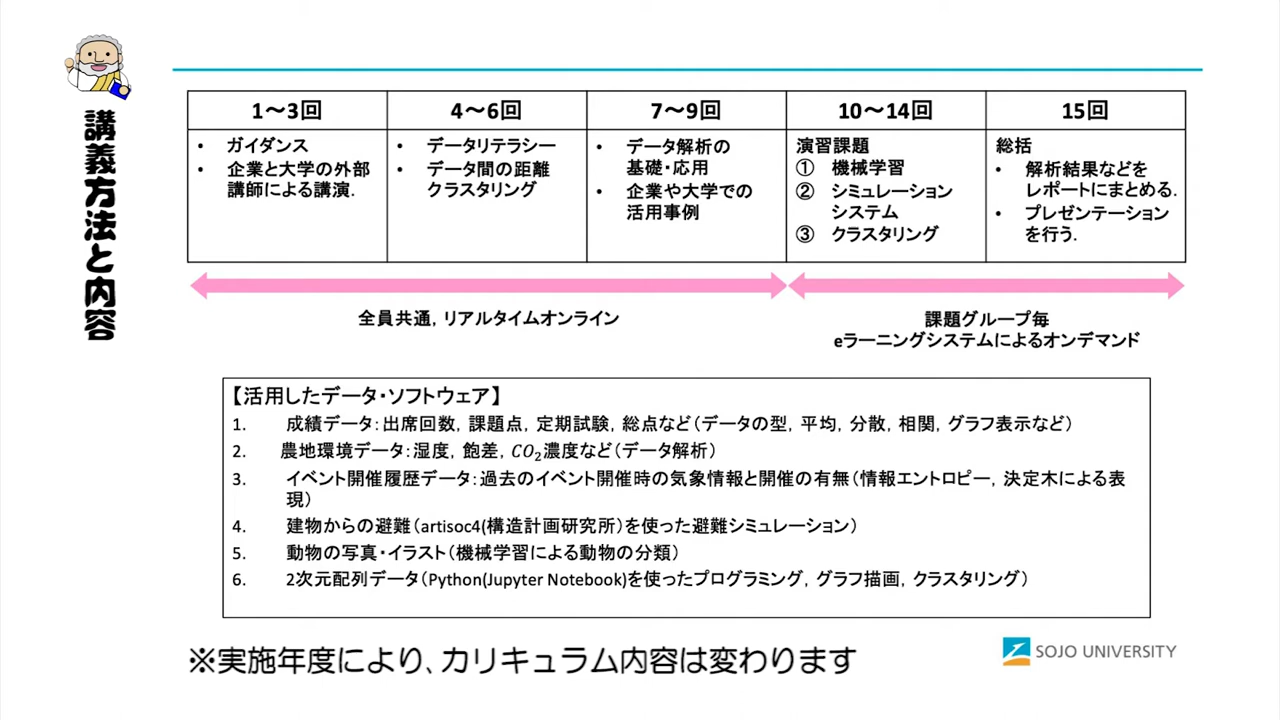 講義方法と内容
1～3回
4～6回
7～9回
10～14回
15回
• ガイダンス
• 企業と大学の外部
講師による講演.
• データリテラシー
• データ間の距離
クラスタリング
• データ解析の
基礎・応用
• 企業や大学での
活用事例
演習課題
① 機械学習
② シミュレーション
システム
③ クラスタリング
総括
• 解析結果などを
レポートにまとめる.
• プレゼンテーション
を行う.
全員共通, リアルタイムオンライン
課題グループ毎
eラーニングシステムによるオンデマンド
【活用したデータ・ソフトウェア】
1. 成績データ：出席回数, 課題点, 定期試験, 総点など（データの型, 平均, 分散, 相関, グラフ表示など）
2. 農地環境データ：湿度, 飽差, CO₂濃度など（データ解析）
3. イベント開催履歴データ：過去のイベント開催時の気象情報と開催の有無（情報エントロピー, 決定木による表
現）
4. 建物からの避難（artisoc4(構造計画研究所）を使った避難シミュレーション）
5. 動物の写真・イラスト（機械学習による動物の分類）
6. 2次元配列データ（Python(Jupyter Notebook)を使ったプログラミング, グラフ描画, クラスタリング）
※実施年度により、カリキュラム内容は変わります
SOJO UNIVERSITY